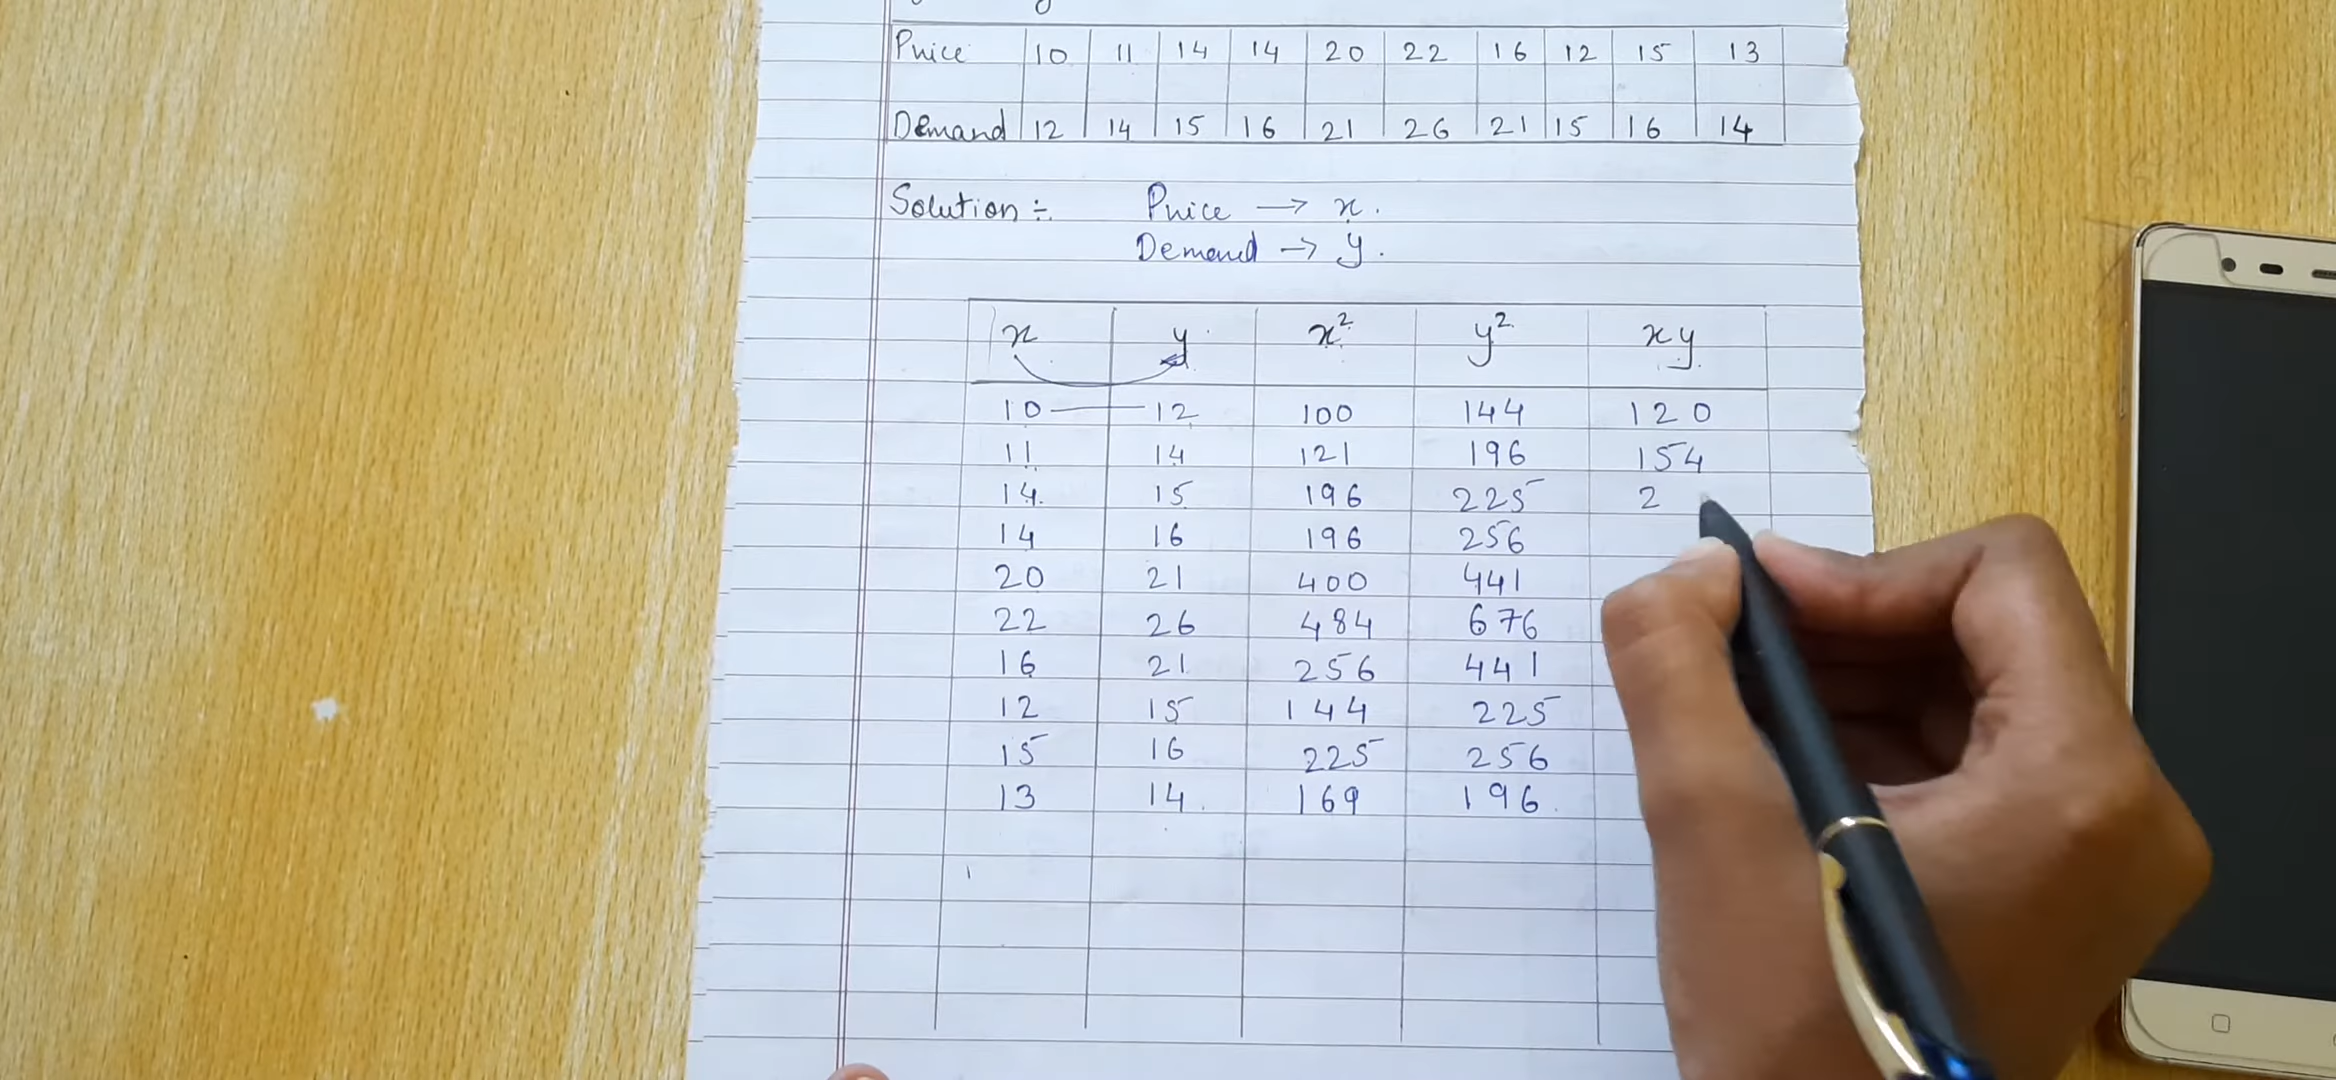 Price 10 11 14 14 20 22 16 12 15 13
Demand 12 14 15 16 21 26 21 15 16 14
Solution ÷ Price → x.
Demand → y.
x y x² y² xy
10 12 100 144 120
11 14 121 196 154
14 15 196 225 2
14 16 196 256
20 21 400 441
22 26 484 676
16 21 256 441
12 15 144 225
15 16 225 256
13 14 169 196